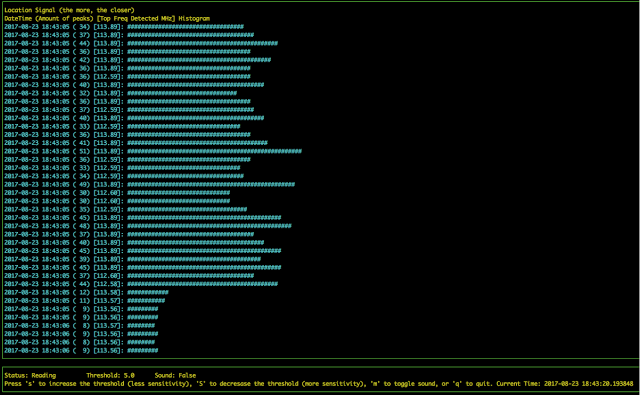 Location Signal (the more, the closer)
DateTime (Amount of peaks) [Top Freq Detected MHz] Histogram
2017-08-23 18:43:05 ( 34) [113.89]: ##################################
2017-08-23 18:43:05 ( 37) [113.89]: #####################################
2017-08-23 18:43:05 ( 44) [113.89]: ############################################
2017-08-23 18:43:05 ( 36) [113.89]: ####################################
2017-08-23 18:43:05 ( 42) [113.89]: ##########################################
2017-08-23 18:43:05 ( 36) [113.89]: ####################################
2017-08-23 18:43:05 ( 36) [112.59]: ####################################
2017-08-23 18:43:05 ( 40) [113.89]: ########################################
2017-08-23 18:43:05 ( 32) [113.89]: ################################
2017-08-23 18:43:05 ( 36) [113.89]: ####################################
2017-08-23 18:43:05 ( 37) [112.59]: #####################################
2017-08-23 18:43:05 ( 40) [113.89]: ########################################
2017-08-23 18:43:05 ( 33) [112.59]: #################################
2017-08-23 18:43:05 ( 36) [113.89]: ####################################
2017-08-23 18:43:05 ( 41) [113.89]: #########################################
2017-08-23 18:43:05 ( 51) [113.89]: ###################################################
2017-08-23 18:43:05 ( 36) [112.59]: ####################################
2017-08-23 18:43:05 ( 33) [112.59]: #################################
2017-08-23 18:43:05 ( 34) [112.59]: ##################################
2017-08-23 18:43:05 ( 49) [113.89]: #################################################
2017-08-23 18:43:05 ( 30) [112.60]: ##############################
2017-08-23 18:43:05 ( 30) [112.60]: ##############################
2017-08-23 18:43:05 ( 35) [112.59]: ###################################
2017-08-23 18:43:05 ( 45) [113.89]: #############################################
2017-08-23 18:43:05 ( 48) [113.89]: ################################################
2017-08-23 18:43:05 ( 37) [113.89]: #####################################
2017-08-23 18:43:05 ( 40) [113.89]: ########################################
2017-08-23 18:43:05 ( 45) [113.89]: #############################################
2017-08-23 18:43:05 ( 39) [113.89]: #######################################
2017-08-23 18:43:05 ( 45) [113.89]: #############################################
2017-08-23 18:43:05 ( 37) [112.60]: #####################################
2017-08-23 18:43:05 ( 44) [112.58]: ############################################
2017-08-23 18:43:05 ( 12) [113.58]: ############
2017-08-23 18:43:05 ( 11) [113.57]: ###########
2017-08-23 18:43:05 (  9) [113.56]: #########
2017-08-23 18:43:06 (  9) [113.56]: #########
2017-08-23 18:43:06 (  8) [113.57]: ########
2017-08-23 18:43:06 (  9) [113.56]: #########
2017-08-23 18:43:06 (  8) [113.56]: ########
2017-08-23 18:43:06 (  9) [113.56]: #########
Status: Reading Threshold: 5.0 Sound: False
Press 's' to increase the threshold (less sensitivity), 'S' to decresase the threshold (more sensitivity), 'm' to toggle sound, or 'q' to quit. Current Time: 2017-08-23 18:43:20.193848